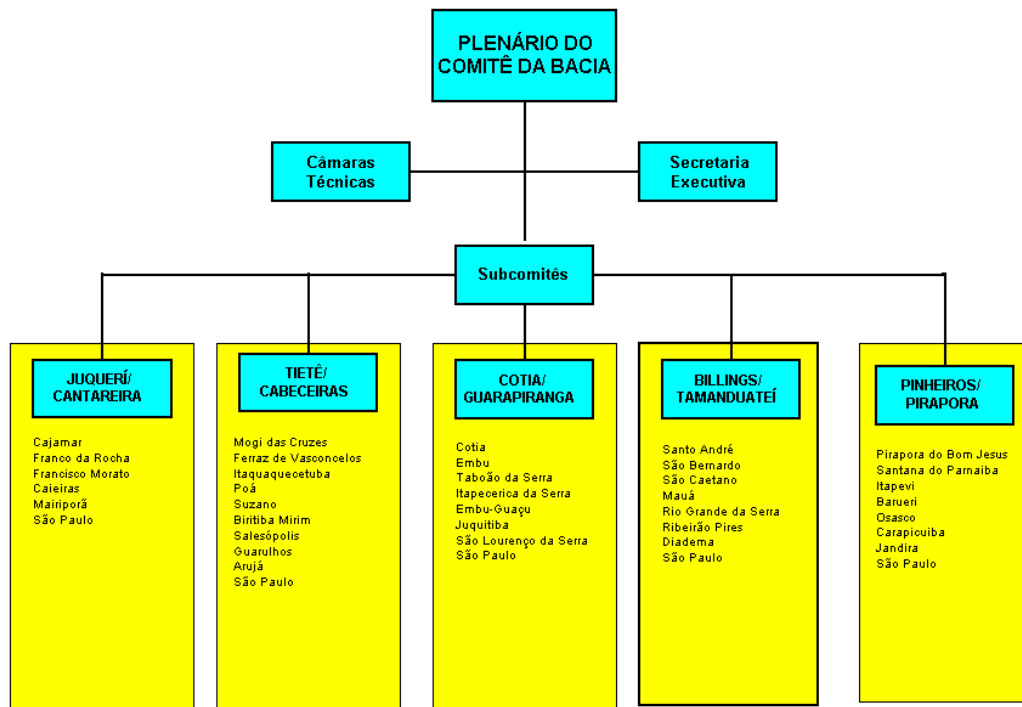 PLENÁRIO DO
COMITÊ DA BACIA
Câmaras
Técnicas
Secretaria
Executiva
Subcomitês
JUQUERÍ/
CANTAREIRA
Cajamar
Franco da Rocha
Francisco Morato
Caieiras
Mairiporã
São Paulo
TIETÊ/
CABECEIRAS
Mogi das Cruzes
Ferraz de Vasconcelos
Itaquaquecetuba
Poá
Suzano
Biritiba Mirim
Salesópolis
Guarulhos
Arujá
São Paulo
COTIA/
GUARAPIRANGA
Cotia
Embu
Taboão da Serra
Itapecerica da Serra
Embu-Guaçu
Juquitiba
São Lourenço da Serra
São Paulo
BILLINGS/
TAMANDUATEÍ
Santo André
São Bernardo
São Caetano
Mauá
Rio Grande da Serra
Ribeirão Pires
Diadema
São Paulo
PINHEIROS/
PIRAPORA
Pirapora do Bom Jesus
Santana do Parnaiba
Itapevi
Barueri
Osasco
Carapicuiba
Jandira
São Paulo